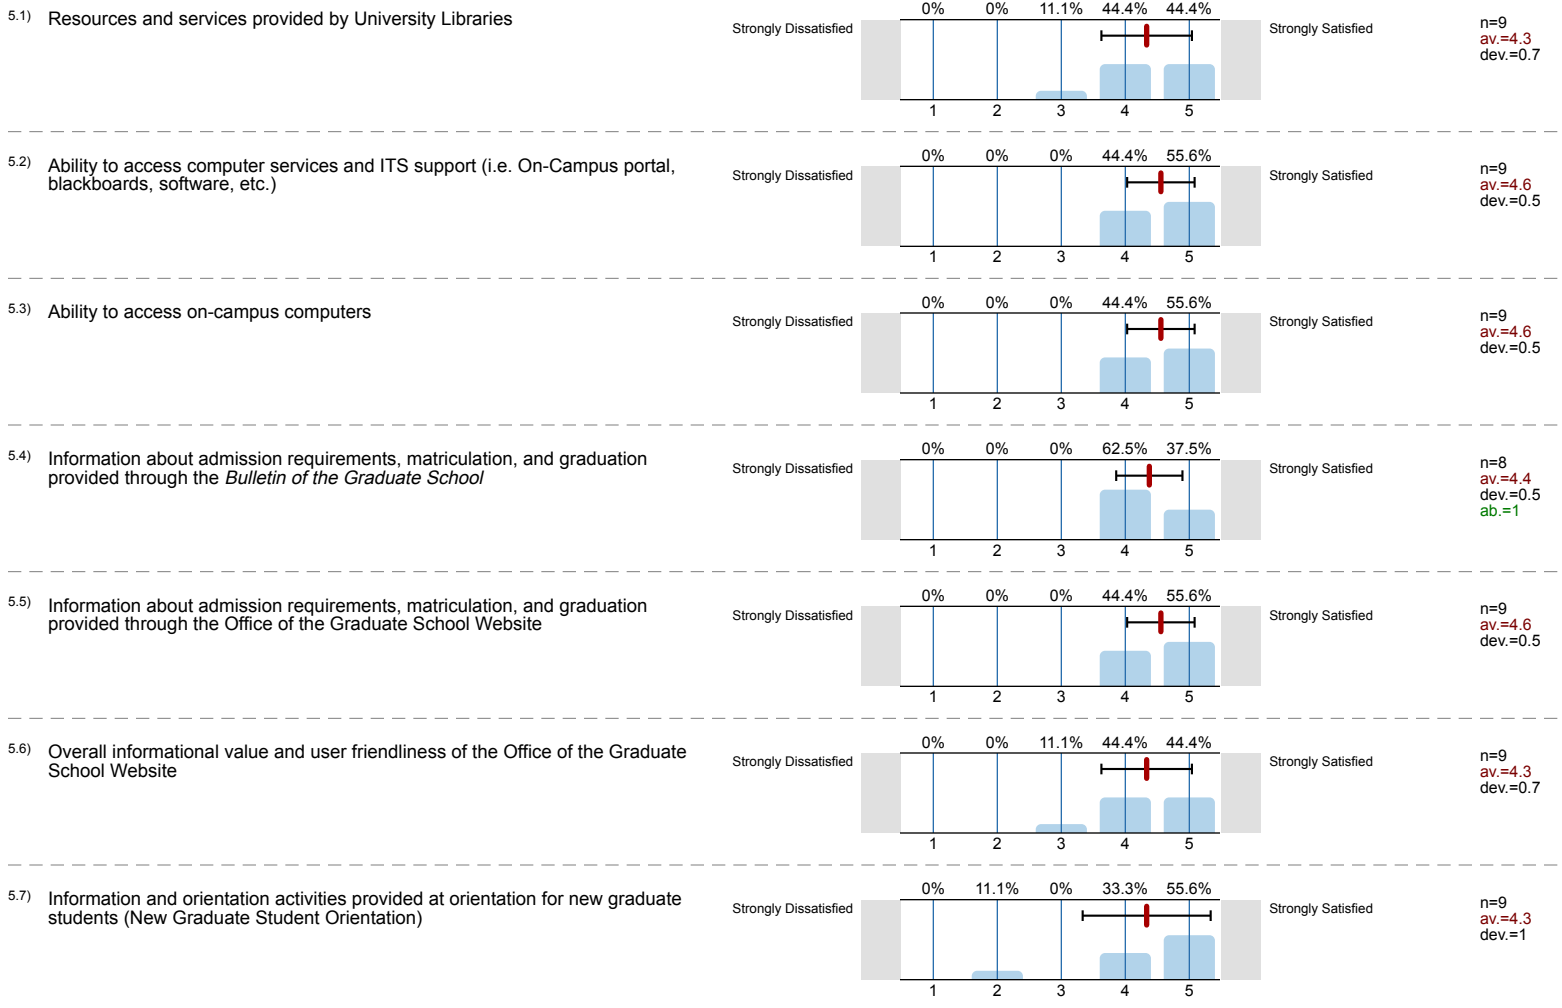 5.1) Resources and services provided by University Libraries
0% 0% 11.1% 44.4% 44.4%
Strongly Dissatisfied Strongly Satisfied
n=9
av.=4.3
dev.=0.7
1 2 3 4 5
5.2) Ability to access computer services and ITS support (i.e. On-Campus portal,
blackboards, software, etc.)
0% 0% 0% 44.4% 55.6%
Strongly Dissatisfied Strongly Satisfied
n=9
av.=4.6
dev.=0.5
1 2 3 4 5
5.3) Ability to access on-campus computers
0% 0% 0% 44.4% 55.6%
Strongly Dissatisfied Strongly Satisfied
n=9
av.=4.6
dev.=0.5
1 2 3 4 5
5.4) Information about admission requirements, matriculation, and graduation
provided through the Bulletin of the Graduate School
0% 0% 0% 62.5% 37.5%
Strongly Dissatisfied Strongly Satisfied
n=8
av.=4.4
dev.=0.5
ab.=1
1 2 3 4 5
5.5) Information about admission requirements, matriculation, and graduation
provided through the Office of the Graduate School Website
0% 0% 0% 44.4% 55.6%
Strongly Dissatisfied Strongly Satisfied
n=9
av.=4.6
dev.=0.5
1 2 3 4 5
5.6) Overall informational value and user friendliness of the Office of the Graduate
School Website
0% 0% 11.1% 44.4% 44.4%
Strongly Dissatisfied Strongly Satisfied
n=9
av.=4.3
dev.=0.7
1 2 3 4 5
5.7) Information and orientation activities provided at orientation for new graduate
students (New Graduate Student Orientation)
0% 11.1% 0% 33.3% 55.6%
Strongly Dissatisfied Strongly Satisfied
n=9
av.=4.3
dev.=1
1 2 3 4 5